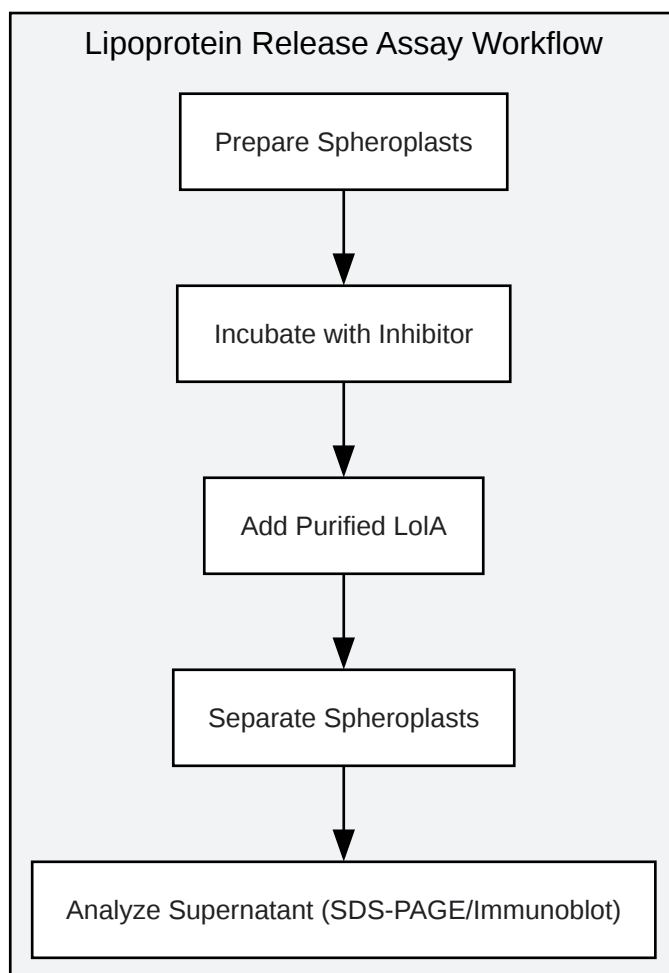 Lipoprotein Release Assay Workflow
Prepare Spheroplasts
Incubate with Inhibitor
Add Purified LolA
Separate Spheroplasts
Analyze Supernatant (SDS-PAGE/Immunoblot)